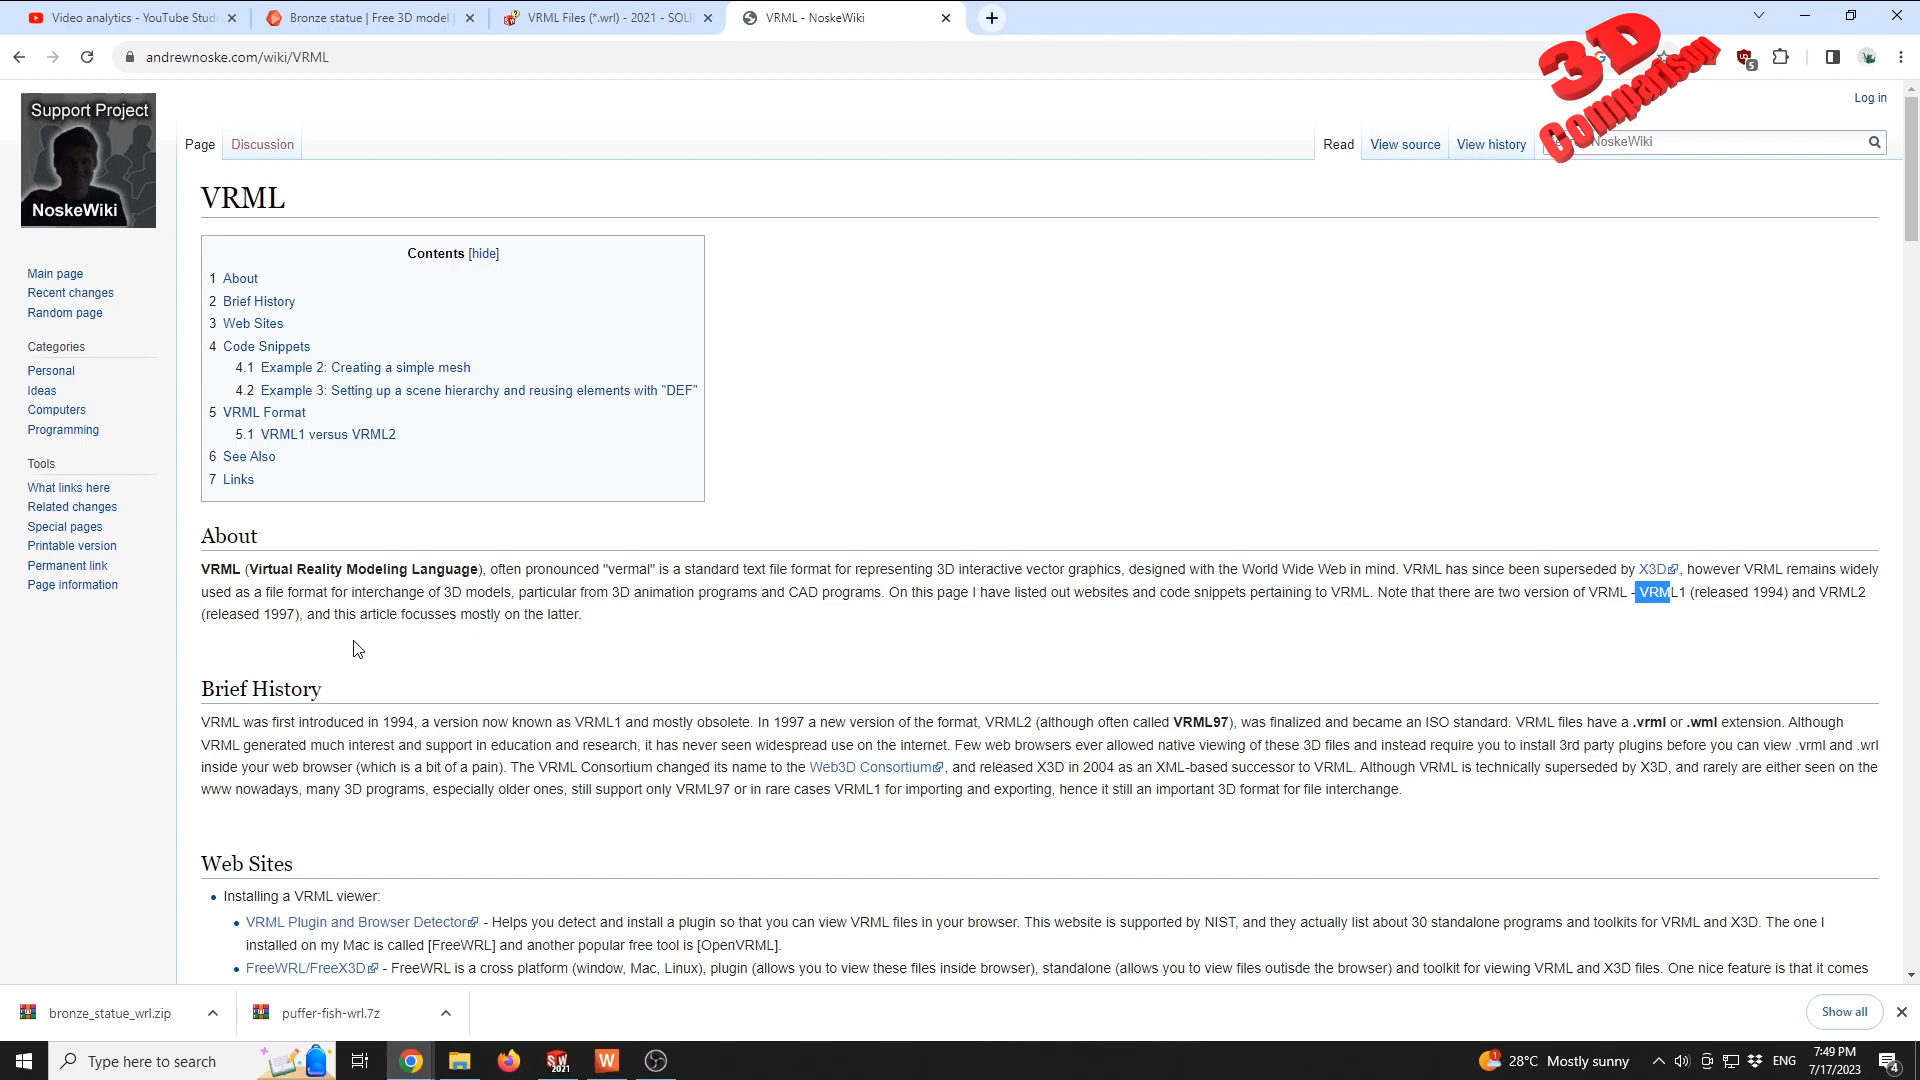 Video analytics - YouTube Stud
Bronze statue | Free 3D model
VRML Files (*.wrl) - 2021 - SOLI
VRML - NoskeWiki
andrewnoske.com/wiki/VRML
5
3D
Comparison
Support Project
NoskeWiki
Log in
Page
Discussion
Read
View source
View history
NoskeWiki
Main page
Recent changes
Random page
Categories
Personal
Ideas
Computers
Programming
Tools
What links here
Related changes
Special pages
Printable version
Permanent link
Page information
VRML
Contents [hide]
1 About
2 Brief History
3 Web Sites
4 Code Snippets
4.1 Example 2: Creating a simple mesh
4.2 Example 3: Setting up a scene hierarchy and reusing elements with "DEF"
5 VRML Format
5.1 VRML1 versus VRML2
6 See Also
7 Links
About
VRML (Virtual Reality Modeling Language), often pronounced "vermal" is a standard text file format for representing 3D interactive vector graphics, designed with the World Wide Web in mind. VRML has since been superseded by X3D, however VRML remains widely
used as a file format for interchange of 3D models, particular from 3D animation programs and CAD programs. On this page I have listed out websites and code snippets pertaining to VRML. Note that there are two version of VRML - VRML1 (released 1994) and VRML2
(released 1997), and this article focusses mostly on the latter.
Brief History
VRML was first introduced in 1994, a version now known as VRML1 and mostly obsolete. In 1997 a new version of the format, VRML2 (although often called VRML97), was finalized and became an ISO standard. VRML files have a .vrml or .wml extension. Although
VRML generated much interest and support in education and research, it has never seen widespread use on the internet. Few web browsers ever allowed native viewing of these 3D files and instead require you to install 3rd party plugins before you can view .vrml and .wrl
inside your web browser (which is a bit of a pain). The VRML Consortium changed its name to the Web3D Consortium, and released X3D in 2004 as an XML-based successor to VRML. Although VRML is technically superseded by X3D, and rarely are either seen on the
www nowadays, many 3D programs, especially older ones, still support only VRML97 or in rare cases VRML1 for importing and exporting, hence it still an important 3D format for file interchange.
Web Sites
• Installing a VRML viewer:
• VRML Plugin and Browser Detector - Helps you detect and install a plugin so that you can view VRML files in your browser. This website is supported by NIST, and they actually list about 30 standalone programs and toolkits for VRML and X3D. The one I
installed on my Mac is called [FreeWRL] and another popular free tool is [OpenVRML].
• FreeWRL/FreeX3D - FreeWRL is a cross platform (window, Mac, Linux), plugin (allows you to view these files inside browser), standalone (allows you to view files outisde the browser) and toolkit for viewing VRML and X3D files. One nice feature is that it comes
bronze_statue_wrl.zip
puffer-fish-wrl.7z
Show all
Type here to search
SW
2021
W
1
28°C Mostly sunny
ENG
7:49 PM
7/17/2023
4